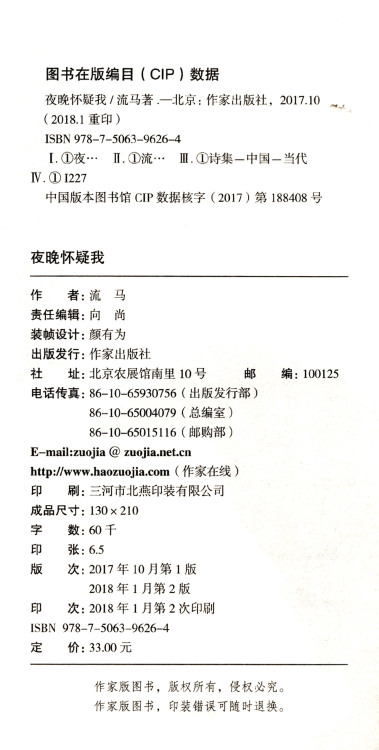 图书在版编目（CIP）数据
夜晚怀疑我 / 流马著 .—北京：作家出版社，2017.10
（2018.1 重印）
ISBN 978-7-5063-9626-4
Ⅰ. ①夜… Ⅱ. ①流… Ⅲ. ①诗集－中国－当代
Ⅳ. ① I227
中国版本图书馆 CIP 数据核字（2017）第 188408 号
夜晚怀疑我
作 者：流 马
责任编辑：向 尚
装帧设计：颜有为
出版发行：作家出版社
社 址：北京农展馆南里 10 号 邮 编：100125
电话传真：86-10-65930756（出版发行部）
86-10-65004079（总编室）
86-10-65015116（邮购部）
E-mail:zuojia @ zuojia.net.cn
http://www.haozuojia.com（作家在线）
印 刷：三河市北燕印装有限公司
成品尺寸：130×210
字 数：60 千
印 张：6.5
版 次：2017 年 10 月第 1 版
2018 年 1 月第 2 版
印 次：2018 年 1 月第 2 次印刷
ISBN 978-7-5063-9626-4
定 价：33.00 元
作家版图书，版权所有，侵权必究。
作家版图书，印装错误可随时退换。